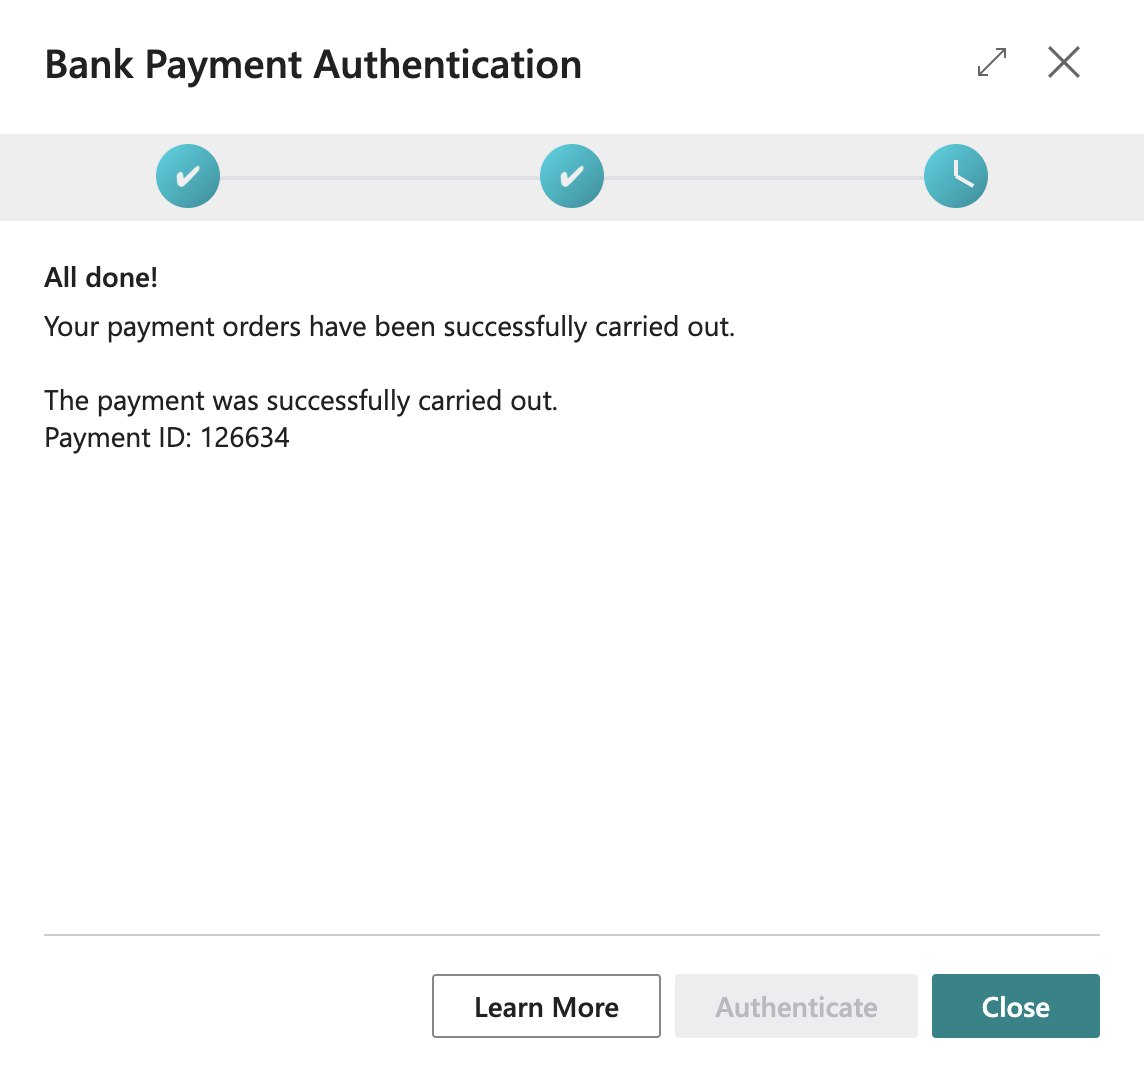 Bank Payment Authentication
All done!
Your payment orders have been successfully carried out.
The payment was successfully carried out.
Payment ID: 126634
Learn More
Authenticate
Close